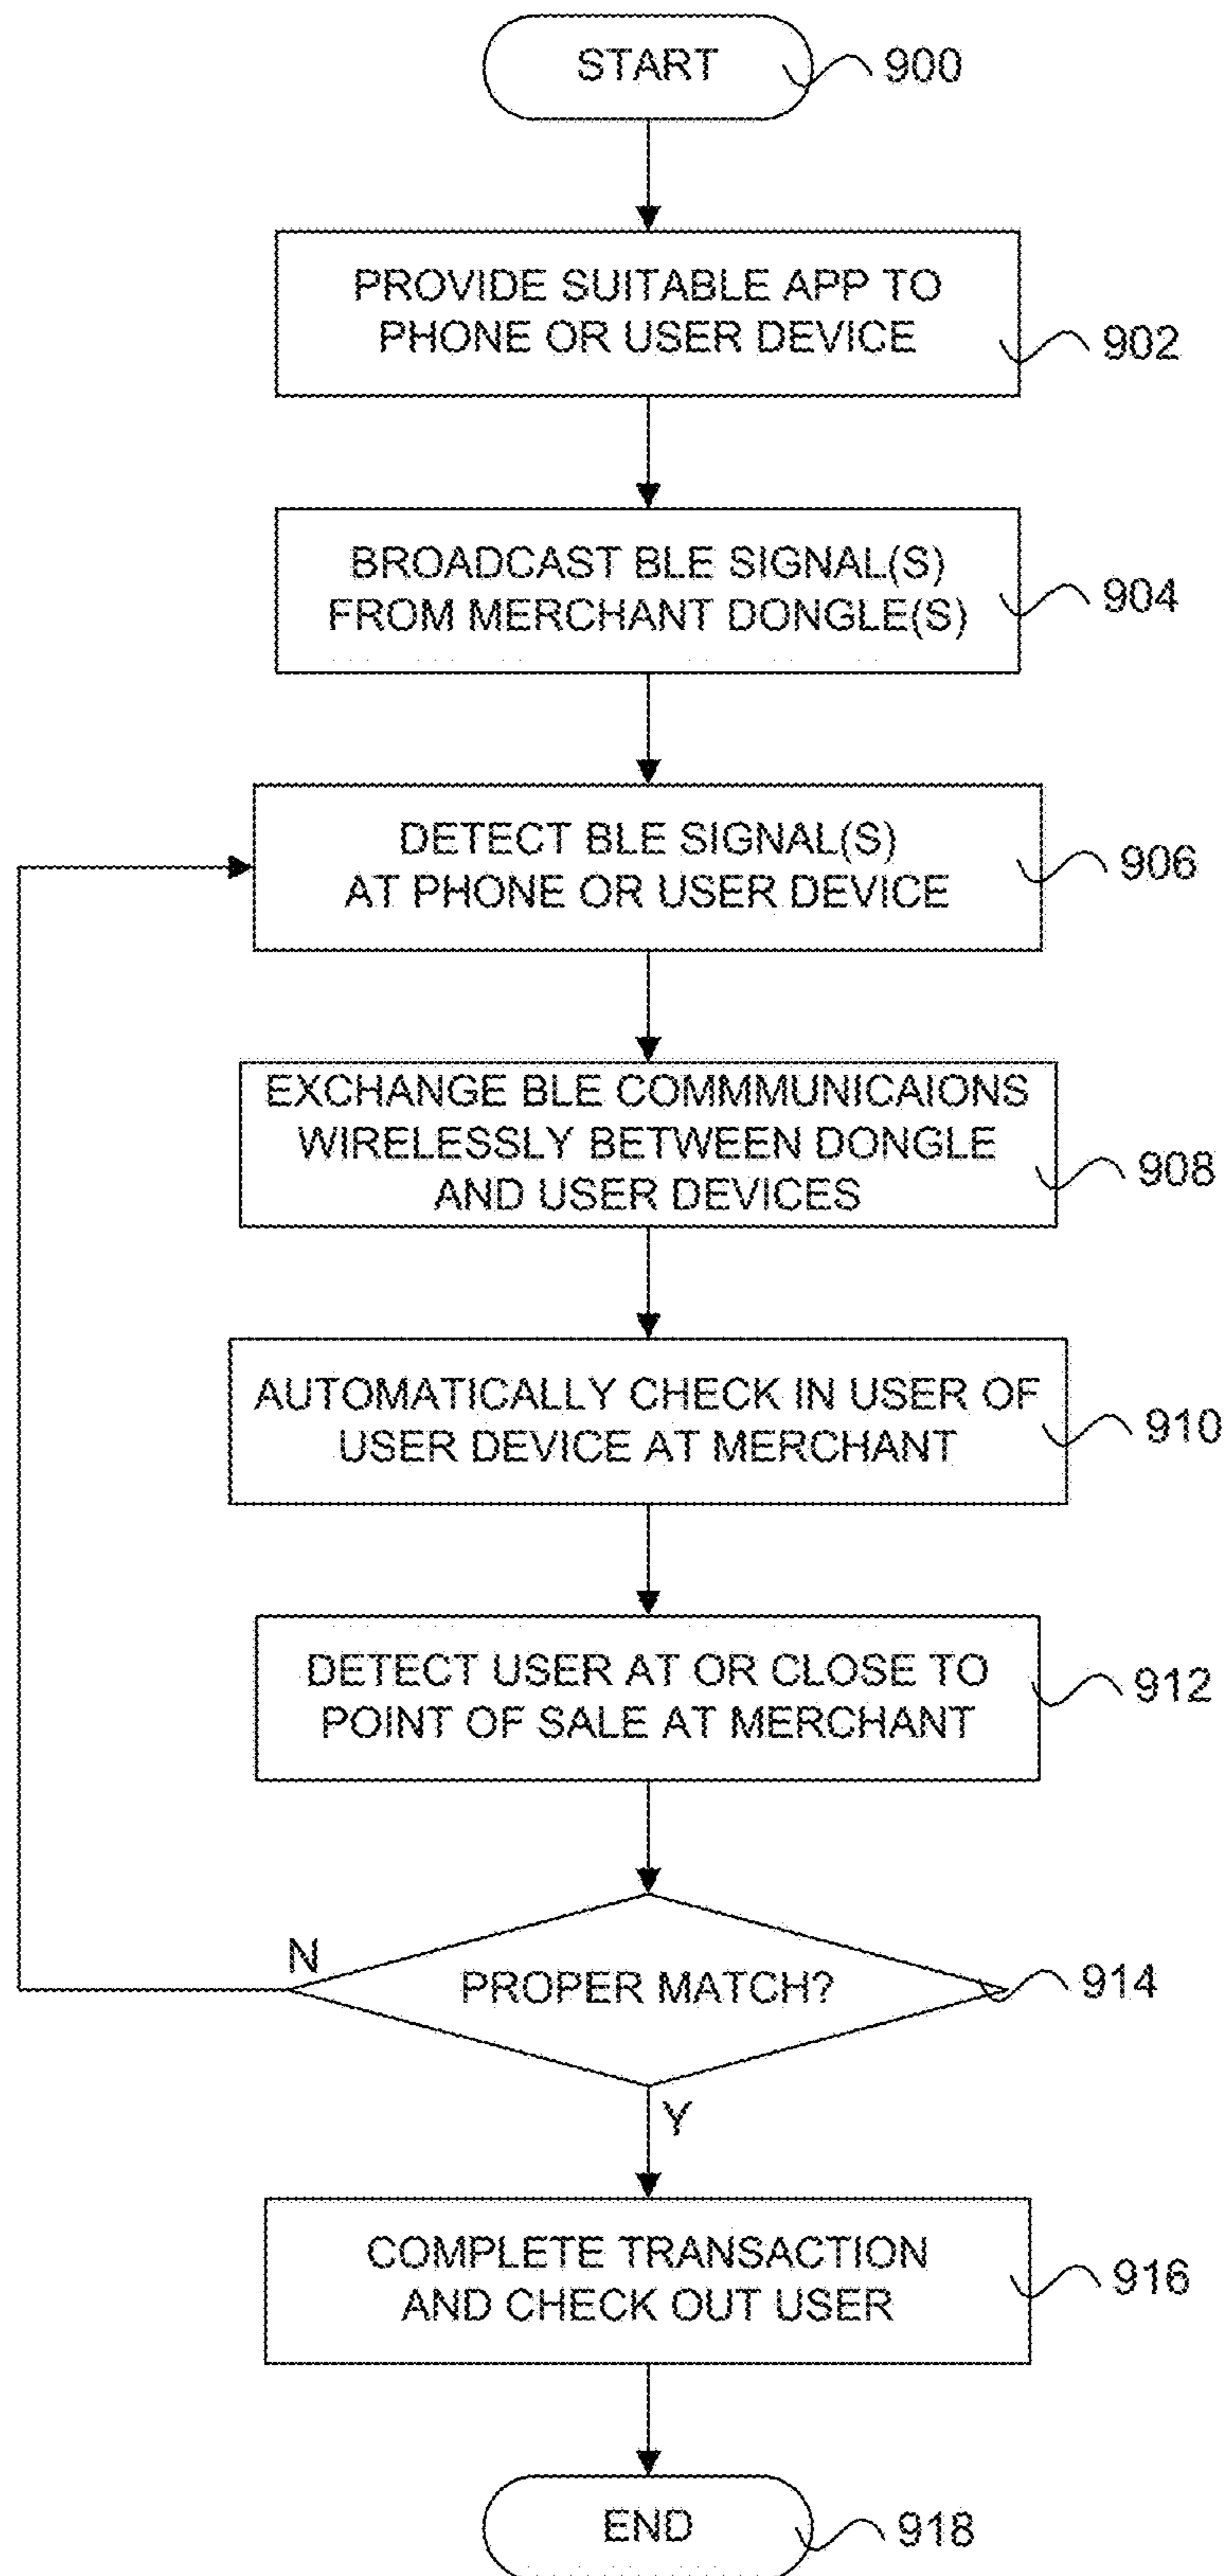 START
900
PROVIDE SUITABLE APP TO
PHONE OR USER DEVICE
902
BROADCAST BLE SIGNAL(S)
FROM MERCHANT DONGLE(S)
904
DETECT BLE SIGNAL(S)
AT PHONE OR USER DEVICE
906
EXCHANGE BLE COMMMUNICAIONS
WIRELESSLY BETWEEN DONGLE
AND USER DEVICES
908
AUTOMATICALLY CHECK IN USER OF
USER DEVICE AT MERCHANT
910
DETECT USER AT OR CLOSE TO
POINT OF SALE AT MERCHANT
912
N
PROPER MATCH?
914
Y
COMPLETE TRANSACTION
AND CHECK OUT USER
916
END
918